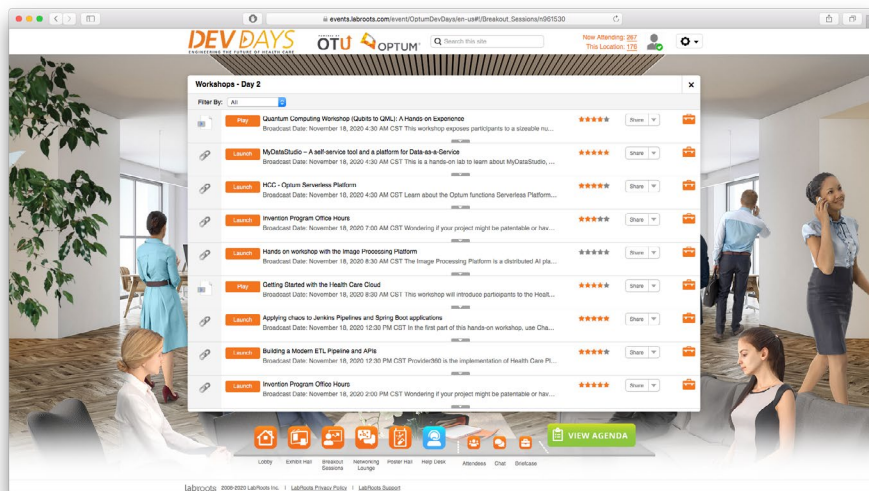 events.labroots.com/event/OptumDevDays/en-us#!/Breakout_Sessions/n961530
DEV DAYS
ENGINEERING THE FUTURE OF HEALTH CARE
OTU
OPTUM
Search this site
Now Attending: 267
This Location: 176
Workshops - Day 2
Filter By: All
Play Quantum Computing Workshop (Qubits to QML): A Hands on Experience Share
Broadcast Date: November 18, 2020 4:30 AM CST This workshop exposes participants to a sizeable nu...
Launch MyDataStudio – A self-service tool and a platform for Data-as-a-Service Share
Broadcast Date: November 18, 2020 4:30 AM CST This is a hands-on lab to learn about MyDataStudio, ...
Launch HCC - Optum Serverless Platform Share
Broadcast Date: November 18, 2020 4:30 AM CST Learn about the Optum functions Serverless Platform...
Launch Invention Program Office Hours Share
Broadcast Date: November 18, 2020 7:00 AM CST Wondering if your project might be patentable or hav...
Launch Hands on workshop with the Image Processing Platform Share
Broadcast Date: November 18, 2020 8:30 AM CST The Image Processing Platform is a distributed AI pla...
Play Getting Started with the Health Care Cloud Share
Broadcast Date: November 18, 2020 8:30 AM CST This workshop will introduce participants to the Healt...
Launch Applying chaos to Jenkins Pipelines and Spring Boot applications Share
Broadcast Date: November 18, 2020 12:30 PM CST In the first part of this hands-on workshop, use Cha...
Launch Building a Modern ETL Pipeline and APIs Share
Broadcast Date: November 18, 2020 12:30 PM CST Provider360 is the implementation of Health Care Pl...
Launch Invention Program Office Hours Share
Broadcast Date: November 18, 2020 2:00 PM CST Wondering if your project might be patentable or hav...
VIEW AGENDA
Lobby Exhibit Hall Breakout Sessions Networking Lounge Poster Hall Help Desk Attendees Chat Briefcase
labroots 2008-2020 LabRoots Inc. | LabRoots Privacy Policy | LabRoots Support